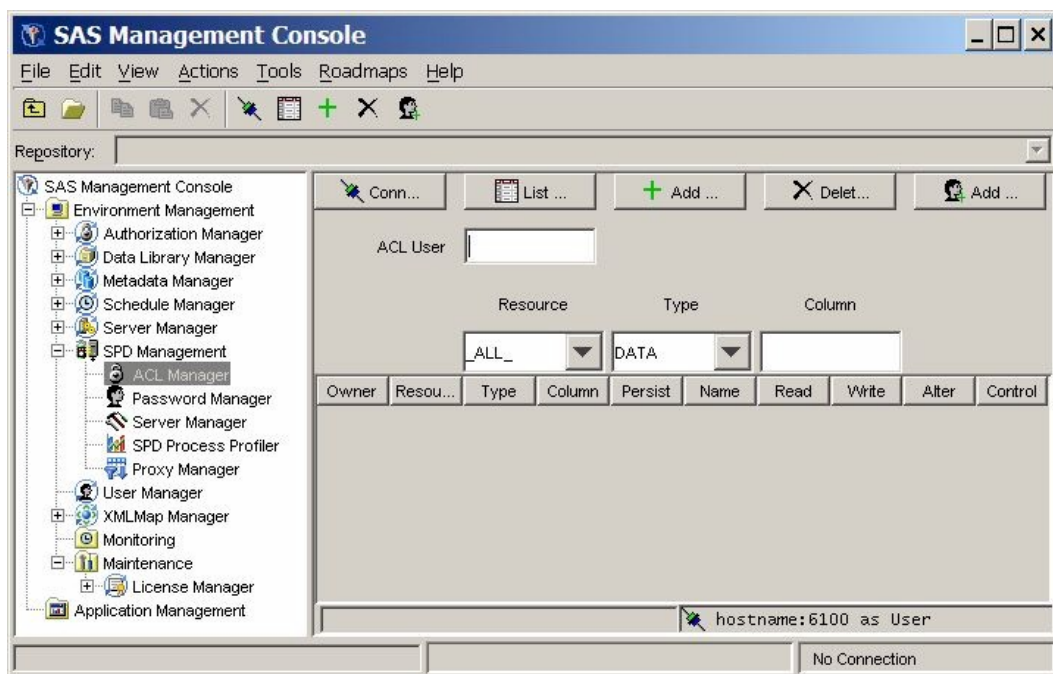 SAS Management Console
File Edit View Actions Tools Roadmaps Help
Repository:
SAS Management Console
Environment Management
Authorization Manager
Data Library Manager
Metadata Manager
Schedule Manager
Server Manager
SPD Management
ACL Manager
Password Manager
Server Manager
SPD Process Profiler
Proxy Manager
User Manager
XMLMap Manager
Monitoring
Maintenance
License Manager
Application Management
Conn... List ... Add ... Delet... Add ...
ACL User
Resource Type Column
_ALL_ DATA
Owner Resou... Type Column Persist Name Read Write Alter Control
hostname:6100 as User
No Connection